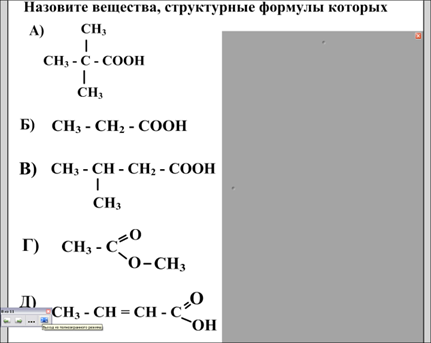 Назовите вещества, структурные формулы которых
А) CH3
CH3 - C - COOH
CH3
Б) CH3 - CH2 - COOH
В) CH3 - CH - CH2 - COOH
CH3
Г) CH3 - C O
O - CH3
Д) CH3 - CH = CH - C O
OH